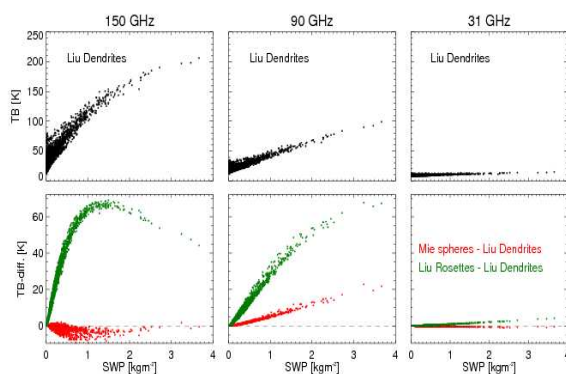 150 GHz 90 GHz 31 GHz
250
200
150
100
50
0
TB [K]
Liu Dendrites Liu Dendrites Liu Dendrites
60
40
20
0
TB-diff. [K]
Mie spheres - Liu Dendrites
Liu Rosettes - Liu Dendrites
0 1 2 3 4 0 1 2 3 4 0 1 2 3 4
SWP [kgm⁻²] SWP [kgm⁻²] SWP [kgm⁻²]